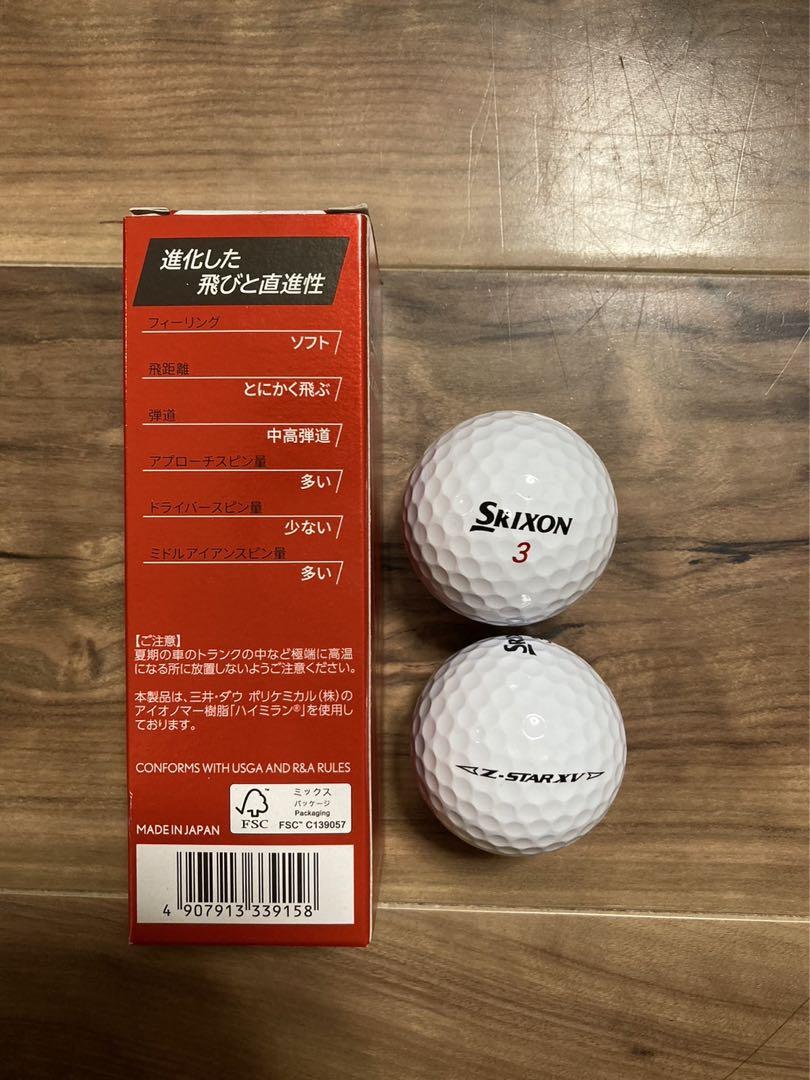 進化した
飛びと直進性
フィーリング
ソフト
飛距離
とにかく飛ぶ
弾道
中高弾道
アプローチスピン量
多い
ドライバースピン量
少ない
ミドルアイアンスピン量
多い
【ご注意】
夏期の車のトランクの中など極端に高温
になる所に放置しないようご注意ください。
本製品は、三井・ダウ ポリケミカル(株)の
アイオノマー樹脂「ハイミラン®」を使用し
ております。
CONFORMS WITH USGA AND R&A RULES
MADE IN JAPAN
FSC
ミックス
パッケージ
Packaging
FSC™ C139057
4 907913 339158
SRIXON
3
Z-STAR XV